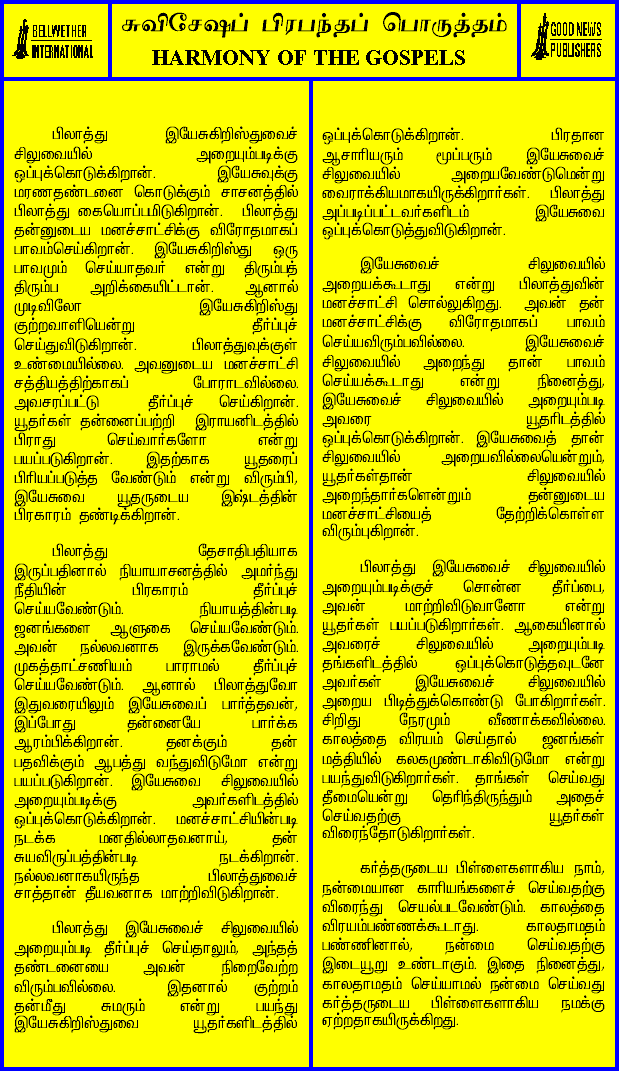 BELLWETHER
INTERNATIONAL
சுவிசேஷப் பிரபந்தப் பொருத்தம்
HARMONY OF THE GOSPELS
GOOD NEWS
PUBLISHERS
பிலாத்து இயேசுகிறிஸ்துவைச்
சிலுவையில் அறையும்படிக்கு
ஒப்புக்கொடுக்கிறான். இயேசுவுக்கு
மரணதண்டனை கொடுக்கும் சாசனத்தில்
பிலாத்து கையொப்பமிடுகிறான். பிலாத்து
தன்னுடைய மனச்சாட்சிக்கு விரோதமாகப்
பாவம்செய்கிறான். இயேசுகிறிஸ்து ஒரு
பாவமும் செய்யாதவர் என்று திரும்பத்
திரும்ப அறிக்கையிட்டான். ஆனால்
முடிவிலோ இயேசுகிறிஸ்து
குற்றவாளியென்று தீர்ப்புச்
செய்துவிடுகிறான். பிலாத்துவுக்குள்
உண்மையில்லை. அவனுடைய மனச்சாட்சி
சத்தியத்திற்காகப் போராடவில்லை.
அவசரப்பட்டு தீர்ப்புச் செய்கிறான்.
யூதர்கள் தன்னைப்பற்றி இராயனிடத்தில்
பிராது செய்வார்களோ என்று
பயப்படுகிறான். இதற்காக யூதரைப்
பிரியப்படுத்த வேண்டும் என்று விரும்பி,
இயேசுவை யூதருடைய இஷ்டத்தின்
பிரகாரம் தண்டிக்கிறான்.
பிலாத்து தேசாதிபதியாக
இருப்பதினால் நியாயாசனத்தில் அமர்ந்து
நீதியின் பிரகாரம் தீர்ப்புச்
செய்யவேண்டும். நியாயத்தின்படி
ஜனங்களை ஆளுகை செய்யவேண்டும்.
அவன் நல்லவனாக இருக்கவேண்டும்.
முகத்தாட்சணியம் பாராமல் தீர்ப்புச்
செய்யவேண்டும். ஆனால் பிலாத்துவோ
இதுவரையிலும் இயேசுவைப் பார்த்தவன்,
இப்போது தன்னையே பார்க்க
ஆரம்பிக்கிறான். தனக்கும் தன்
பதவிக்கும் ஆபத்து வந்துவிடுமோ என்று
பயப்படுகிறான். இயேசுவை சிலுவையில்
அறையும்படிக்கு அவர்களிடத்தில்
ஒப்புக்கொடுக்கிறான். மனச்சாட்சியின்படி
நடக்க மனதில்லாதவனாய், தன்
சுயவிருப்பத்தின்படி நடக்கிறான்.
நல்லவனாகயிருந்த பிலாத்துவைச்
சாத்தான் தீயவனாக மாற்றிவிடுகிறான்.
பிலாத்து இயேசுவைச் சிலுவையில்
அறையும்படி தீர்ப்புச் செய்தாலும், அந்தத்
தண்டனையை அவன் நிறைவேற்ற
விரும்பவில்லை. இதனால் குற்றம்
தன்மீது சுமரும் என்று பயந்து
இயேசுகிறிஸ்துவை யூதர்களிடத்தில்
ஒப்புக்கொடுக்கிறான். பிரதான
ஆசாரியரும் மூப்பரும் இயேசுவைச்
சிலுவையில் அறையவேண்டுமென்று
வைராக்கியமாகயிருக்கிறார்கள். பிலாத்து
அப்படிப்பட்டவர்களிடம் இயேசுவை
ஒப்புக்கொடுத்துவிடுகிறான்.
இயேசுவைச் சிலுவையில்
அறையக்கூடாது என்று பிலாத்துவின்
மனச்சாட்சி சொல்லுகிறது. அவன் தன்
மனச்சாட்சிக்கு விரோதமாகப் பாவம்
செய்யவிரும்பவில்லை. இயேசுவைச்
சிலுவையில் அறைந்து தான் பாவம்
செய்யக்கூடாது என்று நினைத்து,
இயேசுவைச் சிலுவையில் அறையும்படி
அவரை யூதரிடத்தில்
ஒப்புக்கொடுக்கிறான். இயேசுவைத் தான்
சிலுவையில் அறையவில்லையென்றும்,
யூதர்கள்தான் சிலுவையில்
அறைந்தார்களென்றும் தன்னுடைய
மனச்சாட்சியைத் தேற்றிக்கொள்ள
விரும்புகிறான்.
பிலாத்து இயேசுவைச் சிலுவையில்
அறையும்படிக்குச் சொன்ன தீர்ப்பை,
அவன் மாற்றிவிடுவானோ என்று
யூதர்கள் பயப்படுகிறார்கள். ஆகையினால்
அவரைச் சிலுவையில் அறையும்படி
தங்களிடத்தில் ஒப்புக்கொடுத்தவுடனே
அவர்கள் இயேசுவைச் சிலுவையில்
அறைய பிடித்துக்கொண்டு போகிறார்கள்.
சிறிது நேரமும் வீணாக்கவில்லை.
காலத்தை விரயம் செய்தால் ஜனங்கள்
மத்தியில் கலகமுண்டாகிவிடுமோ என்று
பயந்துவிடுகிறார்கள். தாங்கள் செய்வது
தீமையென்று தெரிந்திருந்தும் அதைச்
செய்வதற்கு யூதர்கள்
விரைந்தோடுகிறார்கள்.
கர்த்தருடைய பிள்ளைகளாகிய நாம்,
நன்மையான காரியங்களைச் செய்வதற்கு
விரைந்து செயல்படவேண்டும். காலத்தை
விரயம்பண்ணக்கூடாது. காலதாமதம்
பண்ணினால், நன்மை செய்வதற்கு
இடையூறு உண்டாகும். இதை நினைத்து,
காலதாமதம் செய்யாமல் நன்மை செய்வது
கர்த்தருடைய பிள்ளைகளாகிய நமக்கு
ஏற்றதாகயிருக்கிறது.